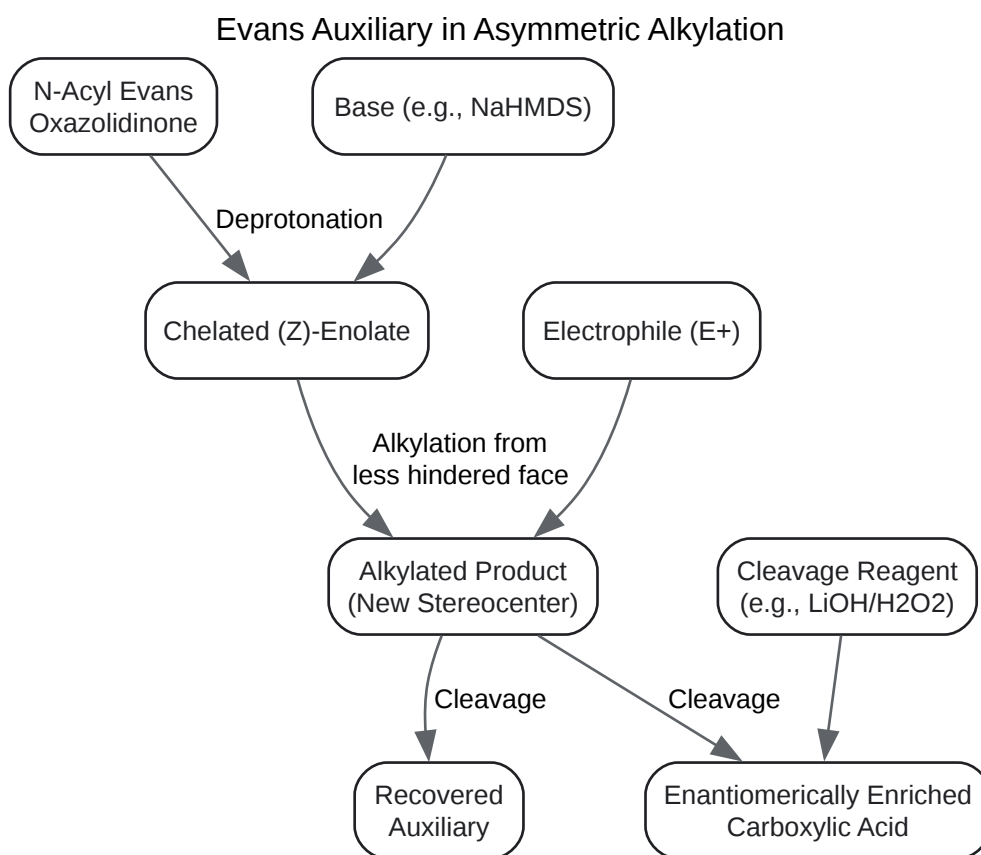 Evans Auxiliary in Asymmetric Alkylation
N-Acyl Evans
Oxazolidinone
Base (e.g., NaHMDS)
Deprotonation
Chelated (Z)-Enolate
Electrophile (E+)
Alkylation from
less hindered face
Alkylated Product
(New Stereocenter)
Cleavage Reagent
(e.g., LiOH/H2O2)
Cleavage
Cleavage
Recovered
Auxiliary
Enantiomerically Enriched
Carboxylic Acid